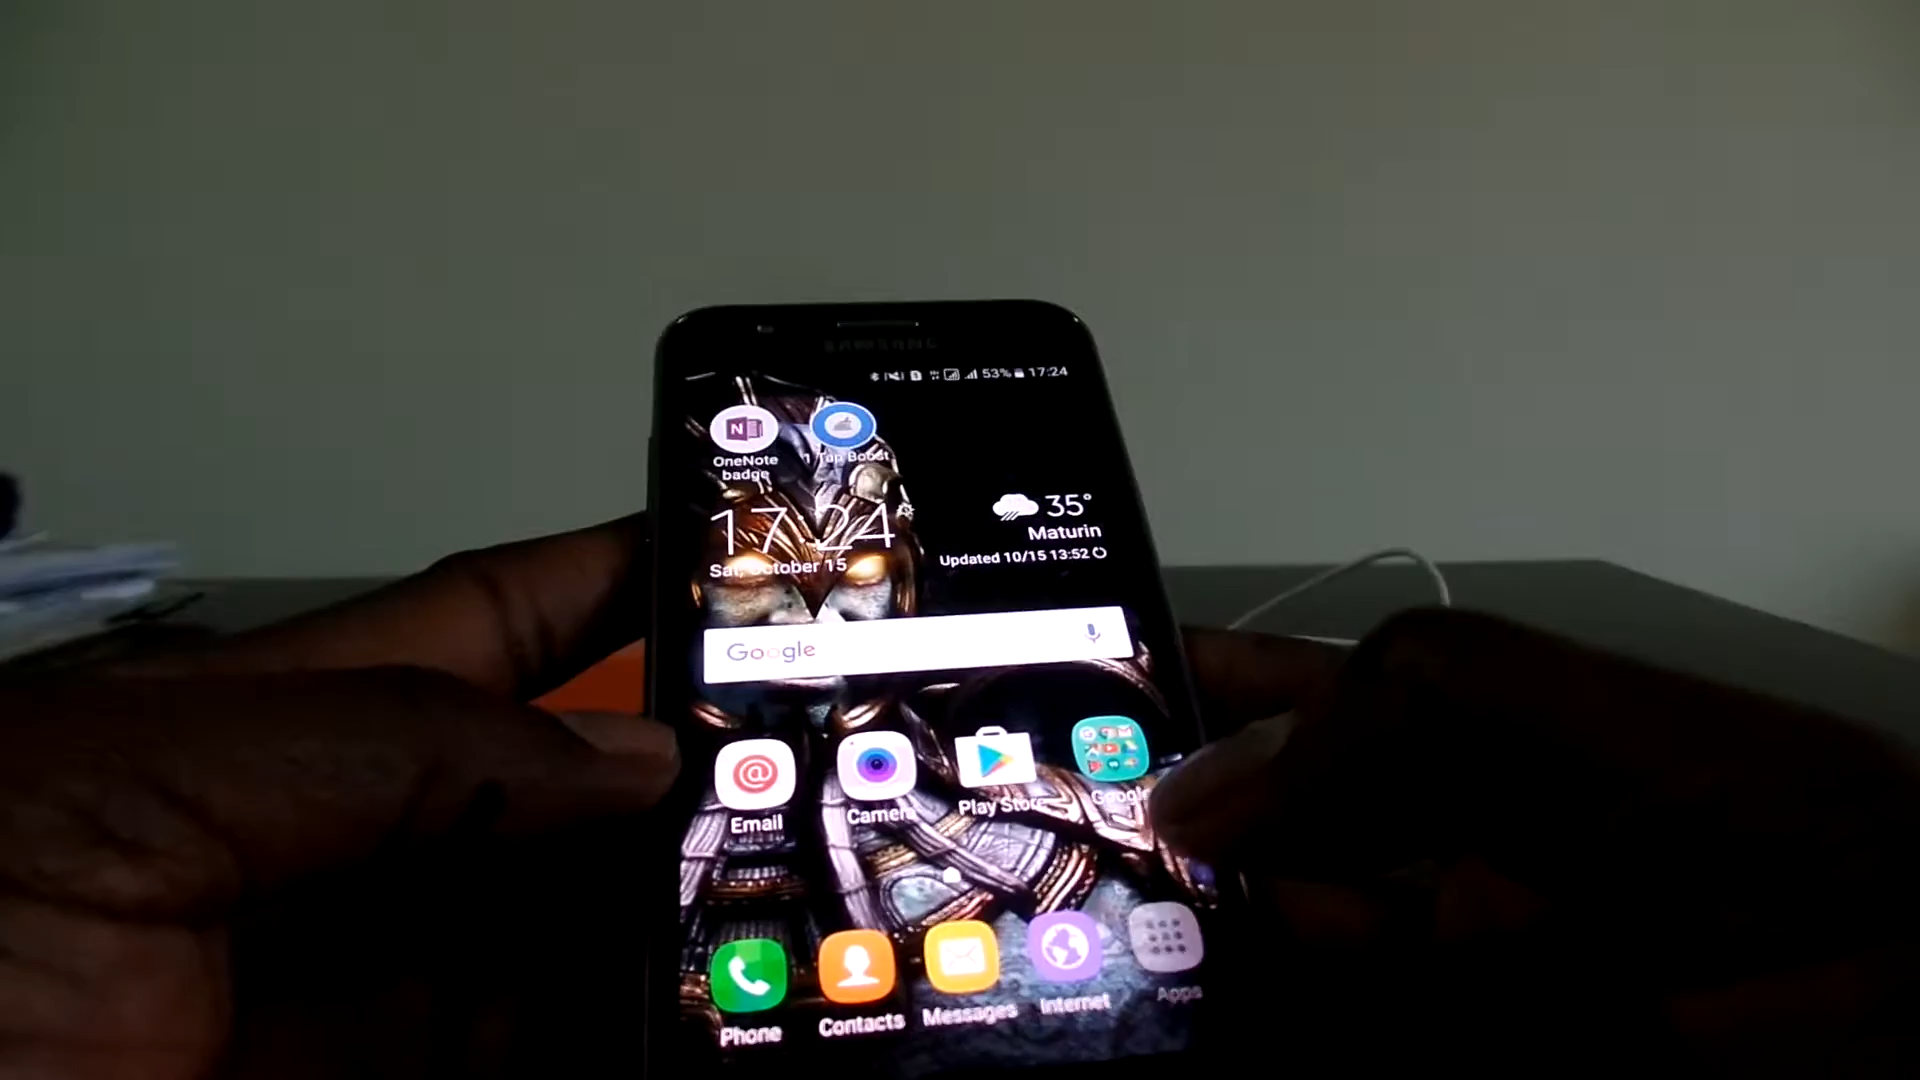 SAMSUNG
53% 17:24
OneNote
badge
1 Tap Boost
17:24
Sat, October 15
35°
Maturin
Updated 10/15 13:52
Google
Email
Camera
Play Store
Google
Phone
Contacts
Messages
Internet
Apps